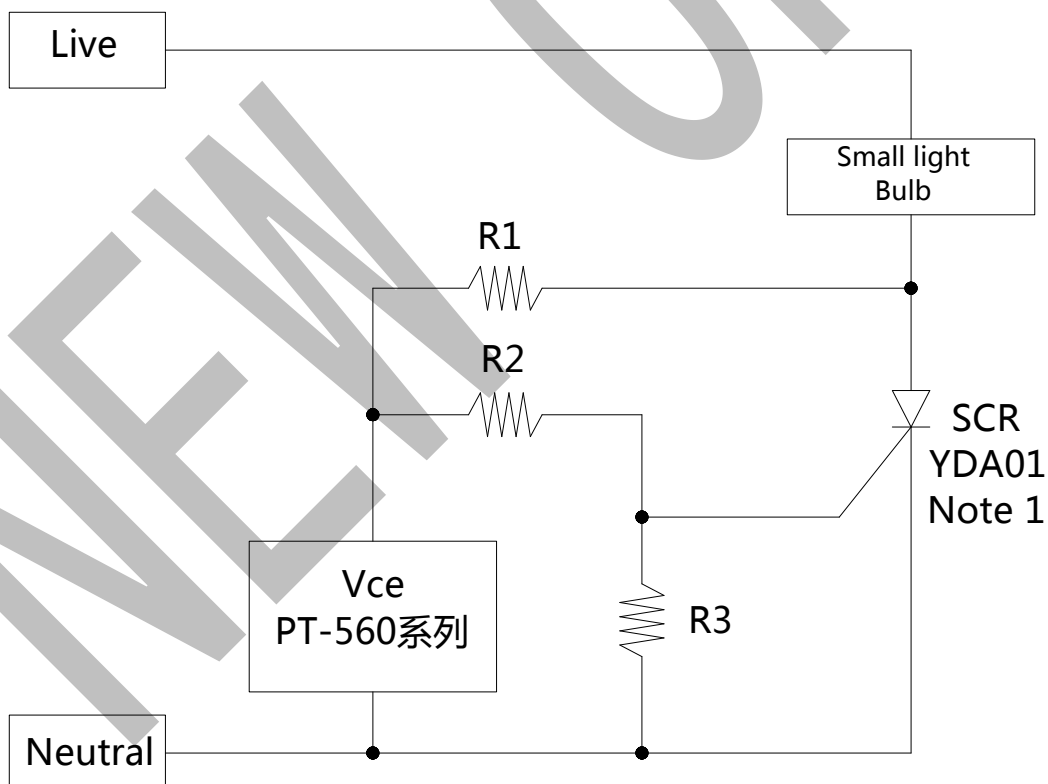 Live
Small light
Bulb
R1
R2
SCR
YDA01
Note 1
Vce
PT-560系列
R3
Neutral
NEW